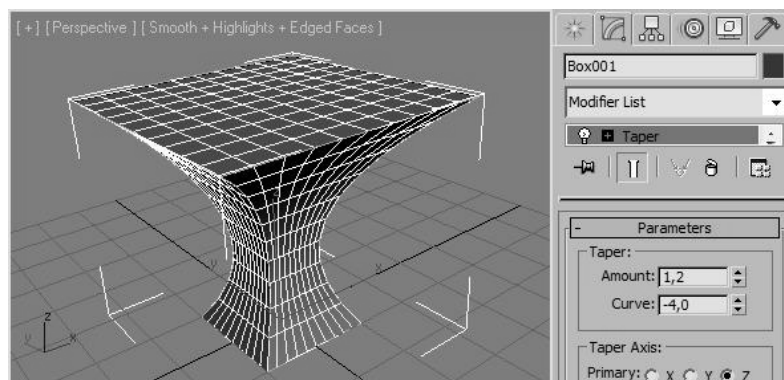 [ + ] [ Perspective ] [ Smooth + Highlights + Edged Faces ]
Box001
Modifier List
Taper
Parameters
Taper:
Amount: 1,2
Curve: -4,0
Taper Axis:
Primary: X Y Z
z
y x
y x